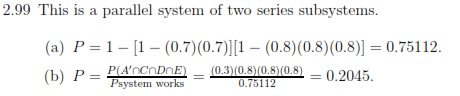 2.99 This is a parallel system of two series subsystems.
(a) P = 1 − [1 − (0.7)(0.7)][1 − (0.8)(0.8)(0.8)] = 0.75112.
(b) P = P(A′∩C∩D∩E) / Psystem works = (0.3)(0.8)(0.8)(0.8) / 0.75112 = 0.2045.